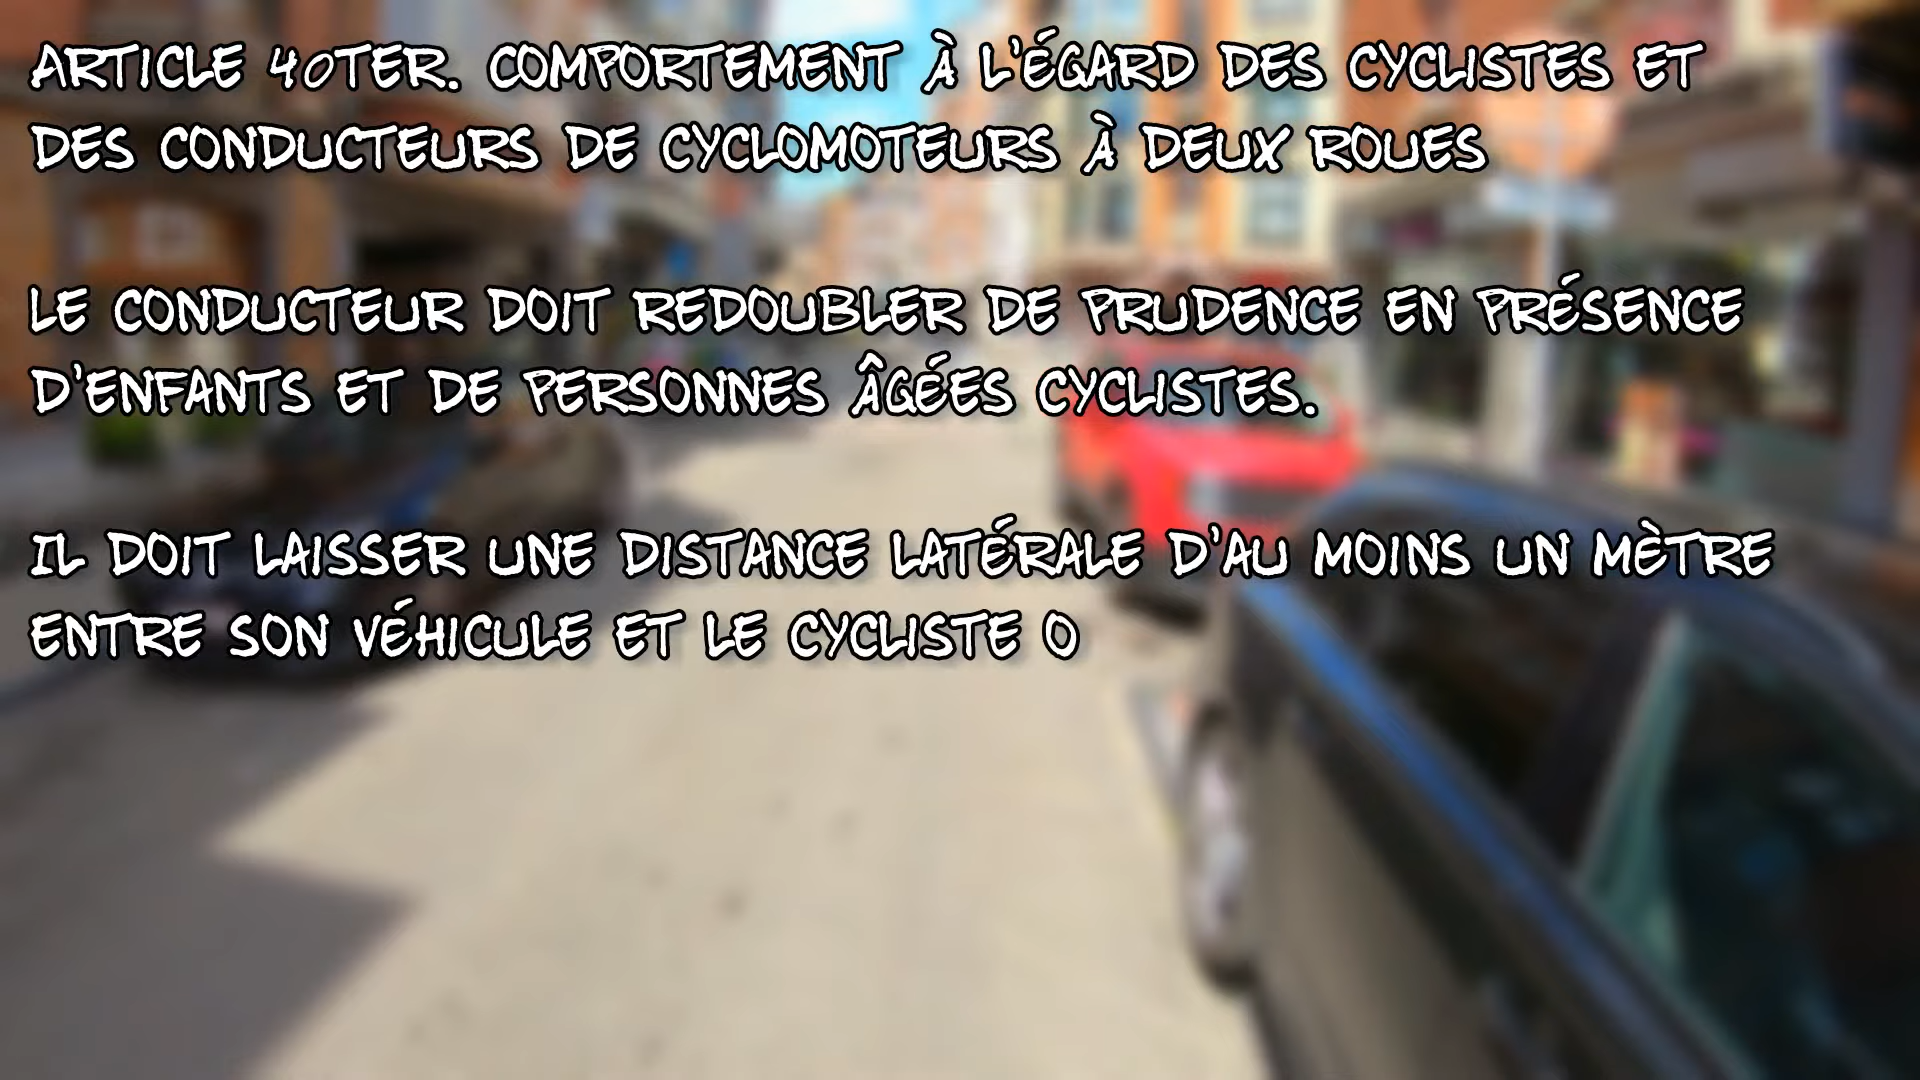 ARTICLE 40TER. COMPORTEMENT À L'ÉGARD DES CYCLISTES ET
DES CONDUCTEURS DE CYCLOMOTEURS À DEUX ROUES
LE CONDUCTEUR DOIT REDOUBLER DE PRUDENCE EN PRÉSENCE
D'ENFANTS ET DE PERSONNES ÂGÉES CYCLISTES.
IL DOIT LAISSER UNE DISTANCE LATÉRALE D'AU MOINS UN MÈTRE
ENTRE SON VÉHICULE ET LE CYCLISTE O